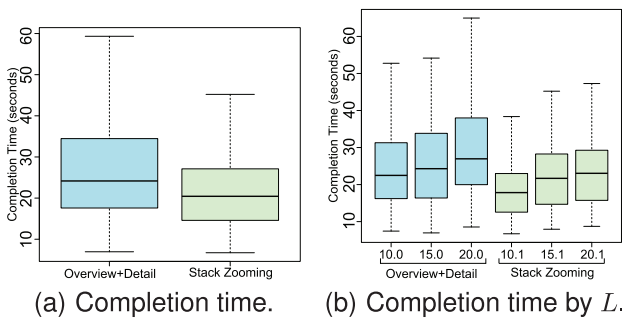 Completion Time (seconds)
60
50
40
30
20
10
Overview+Detail Stack Zooming
(a) Completion time.
Completion Time (seconds)
60
50
40
30
20
10
10.0 15.0 20.0 10.1 15.1 20.1
Overview+Detail Stack Zooming
(b) Completion time by L.